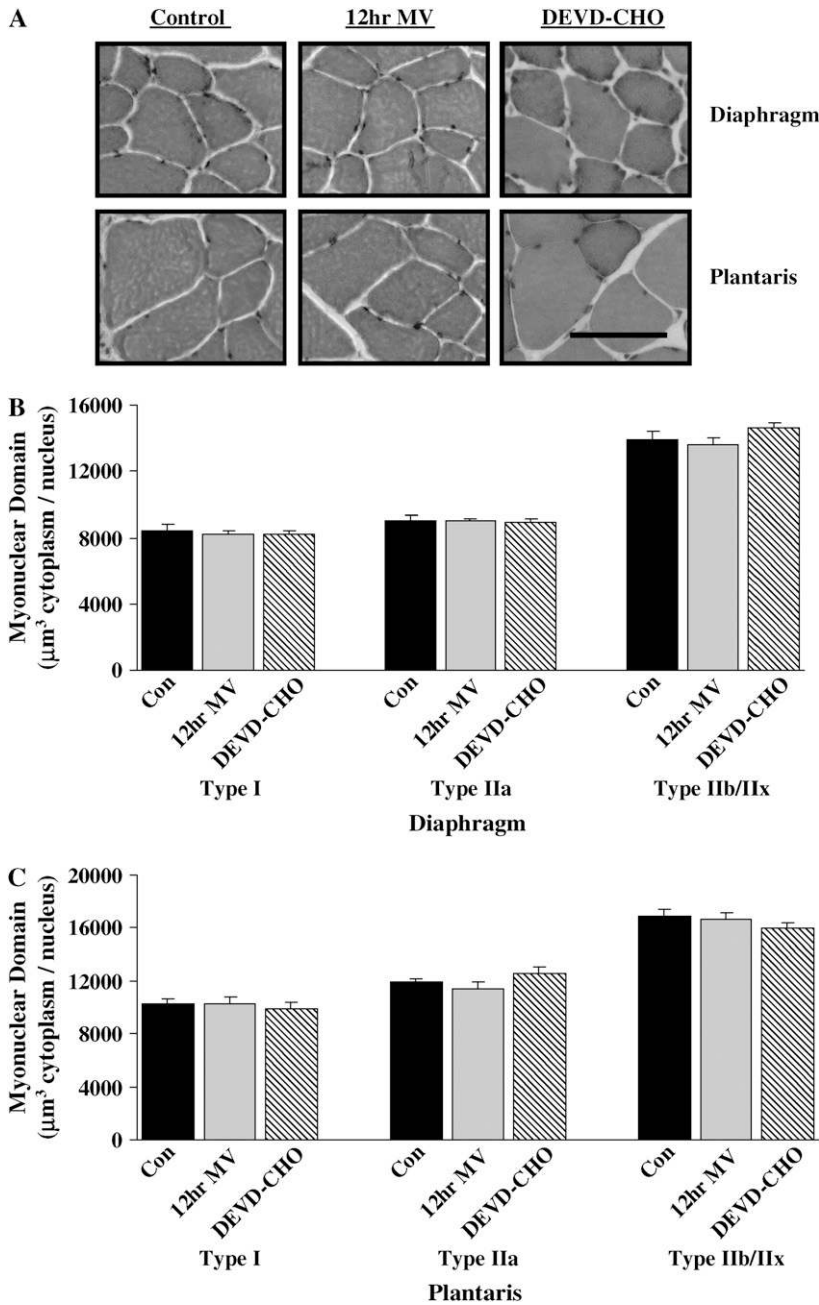 A
Control 12hr MV DEVD-CHO
Diaphragm
Plantaris
B
Myonuclear Domain
(μm³ cytoplasm / nucleus)
16000
12000
8000
4000
0
Con 12hr MV DEVD-CHO Con 12hr MV DEVD-CHO Con 12hr MV DEVD-CHO
Type I Type IIa Type IIb/IIx
Diaphragm
C
Myonuclear Domain
(μm³ cytoplasm / nucleus)
20000
16000
12000
8000
4000
0
Con 12hr MV DEVD-CHO Con 12hr MV DEVD-CHO Con 12hr MV DEVD-CHO
Type I Type IIa Type IIb/IIx
Plantaris